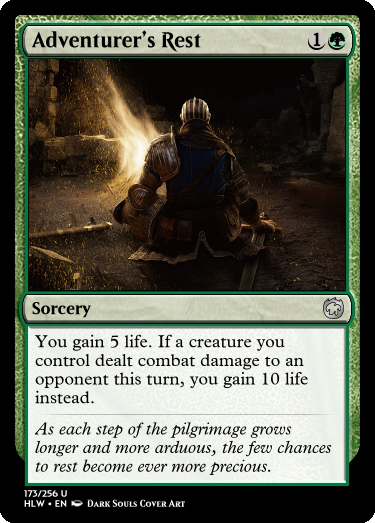 Adventurer's Rest 1
Sorcery
You gain 5 life. If a creature you
control dealt combat damage to an
opponent this turn, you gain 10 life
instead.
As each step of the pilgrimage grows
longer and more arduous, the few chances
to rest become ever more precious.
173/256 U
HLW • EN Dark Souls Cover Art